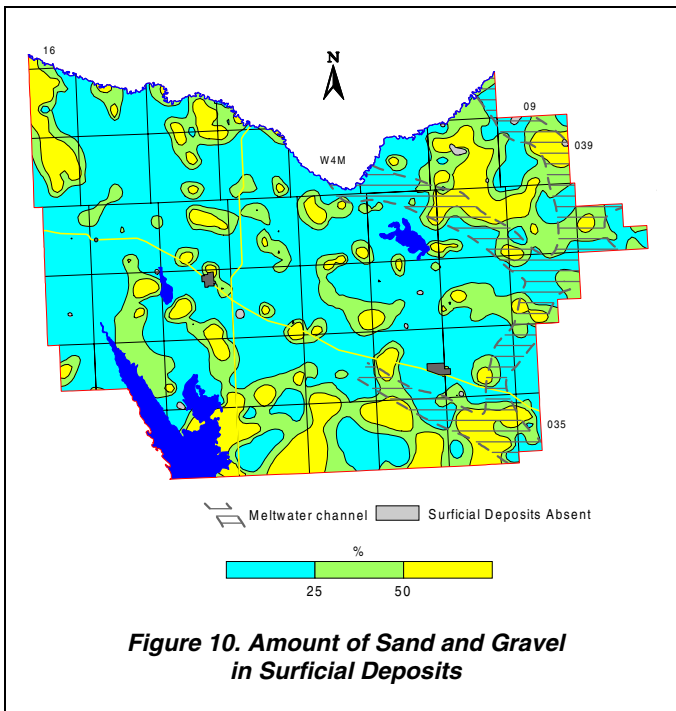 16
N
09
039
W4M
035
Meltwater channel
Surficial Deposits Absent
%
25 50
Figure 10. Amount of Sand and Gravel
in Surficial Deposits